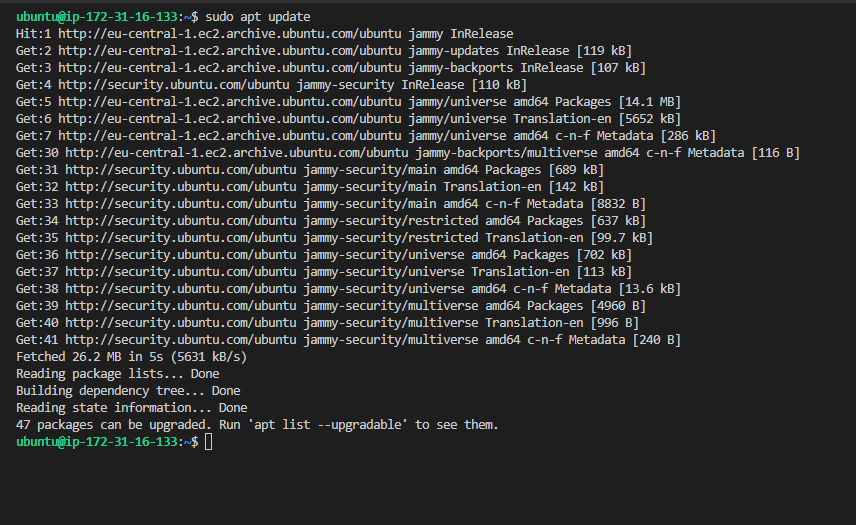 ubuntu@ip-172-31-16-133:~$ sudo apt update
Hit:1 http://eu-central-1.ec2.archive.ubuntu.com/ubuntu jammy InRelease
Get:2 http://eu-central-1.ec2.archive.ubuntu.com/ubuntu jammy-updates InRelease [119 kB]
Get:3 http://eu-central-1.ec2.archive.ubuntu.com/ubuntu jammy-backports InRelease [107 kB]
Get:4 http://security.ubuntu.com/ubuntu jammy-security InRelease [110 kB]
Get:5 http://eu-central-1.ec2.archive.ubuntu.com/ubuntu jammy/universe amd64 Packages [14.1 MB]
Get:6 http://eu-central-1.ec2.archive.ubuntu.com/ubuntu jammy/universe Translation-en [5652 kB]
Get:7 http://eu-central-1.ec2.archive.ubuntu.com/ubuntu jammy/universe amd64 c-n-f Metadata [286 kB]
Get:30 http://eu-central-1.ec2.archive.ubuntu.com/ubuntu jammy-backports/multiverse amd64 c-n-f Metadata [116 B]
Get:31 http://security.ubuntu.com/ubuntu jammy-security/main amd64 Packages [689 kB]
Get:32 http://security.ubuntu.com/ubuntu jammy-security/main Translation-en [142 kB]
Get:33 http://security.ubuntu.com/ubuntu jammy-security/main amd64 c-n-f Metadata [8832 B]
Get:34 http://security.ubuntu.com/ubuntu jammy-security/restricted amd64 Packages [637 kB]
Get:35 http://security.ubuntu.com/ubuntu jammy-security/restricted Translation-en [99.7 kB]
Get:36 http://security.ubuntu.com/ubuntu jammy-security/universe amd64 Packages [702 kB]
Get:37 http://security.ubuntu.com/ubuntu jammy-security/universe Translation-en [113 kB]
Get:38 http://security.ubuntu.com/ubuntu jammy-security/universe amd64 c-n-f Metadata [13.6 kB]
Get:39 http://security.ubuntu.com/ubuntu jammy-security/multiverse amd64 Packages [4960 B]
Get:40 http://security.ubuntu.com/ubuntu jammy-security/multiverse Translation-en [996 B]
Get:41 http://security.ubuntu.com/ubuntu jammy-security/multiverse amd64 c-n-f Metadata [240 B]
Fetched 26.2 MB in 5s (5631 kB/s)
Reading package lists... Done
Building dependency tree... Done
Reading state information... Done
47 packages can be upgraded. Run 'apt list --upgradable' to see them.
ubuntu@ip-172-31-16-133:~$